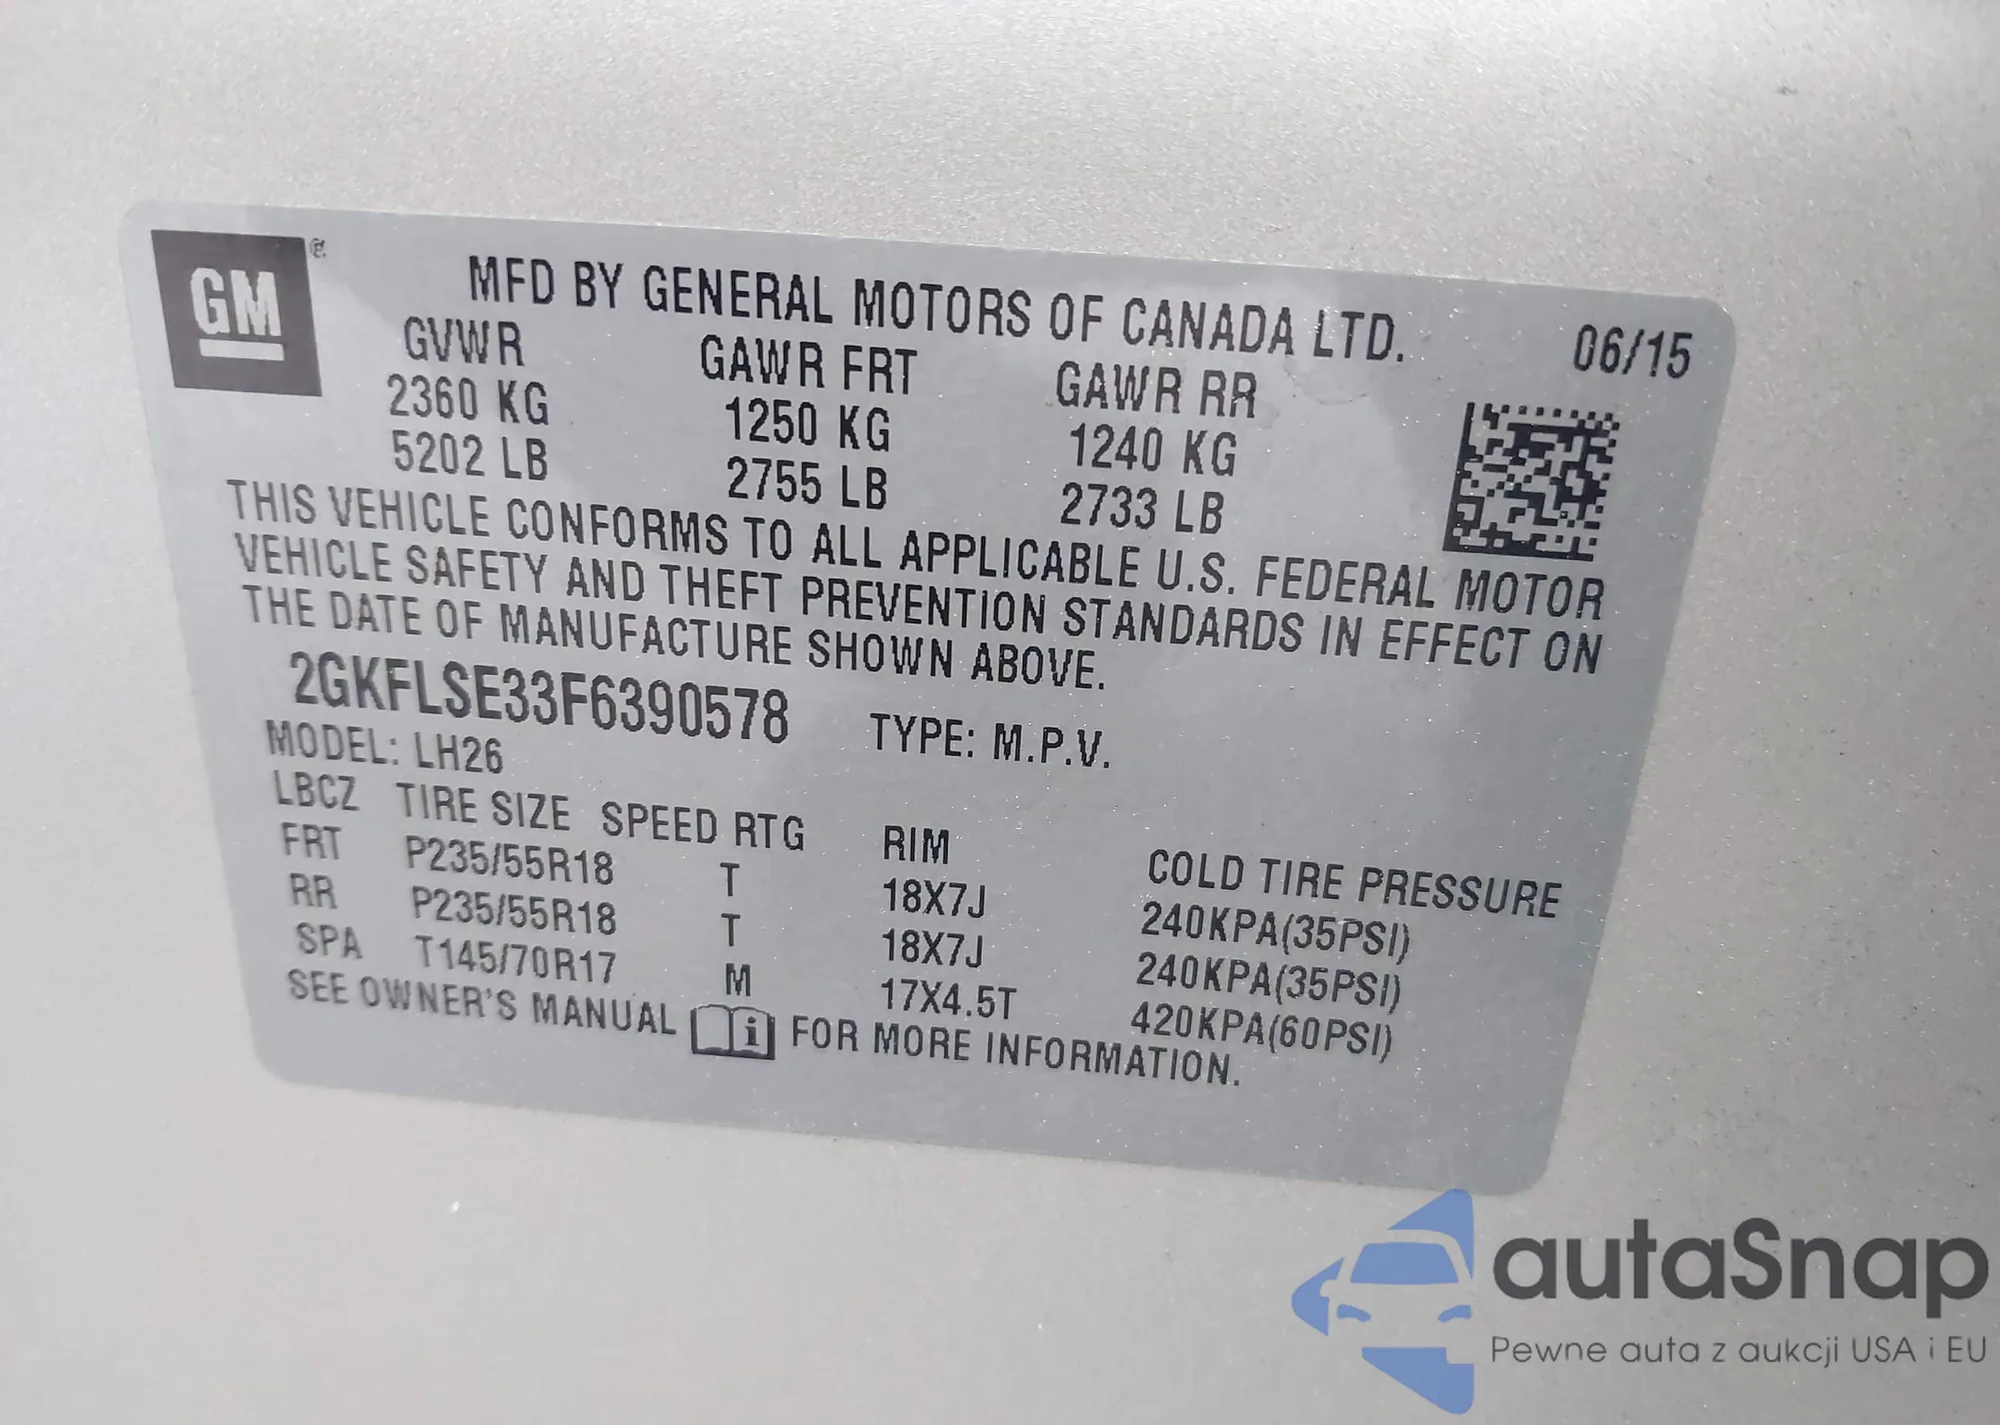 GM
MFD BY GENERAL MOTORS OF CANADA LTD. 06/15
GVWR GAWR FRT GAWR RR
2360 KG 1250 KG 1240 KG
5202 LB 2755 LB 2733 LB
THIS VEHICLE CONFORMS TO ALL APPLICABLE U.S. FEDERAL MOTOR
VEHICLE SAFETY AND THEFT PREVENTION STANDARDS IN EFFECT ON
THE DATE OF MANUFACTURE SHOWN ABOVE.
2GKFLSE33F6390578 TYPE: M.P.V.
MODEL: LH26
LBCZ TIRE SIZE SPEED RTG RIM COLD TIRE PRESSURE
FRT P235/55R18 T 18X7J 240KPA(35PSI)
RR P235/55R18 T 18X7J 240KPA(35PSI)
SPA T145/70R17 M 17X4.5T 420KPA(60PSI)
SEE OWNER'S MANUAL i FOR MORE INFORMATION.
autaSnap
Pewne auta z aukcji USA i EU